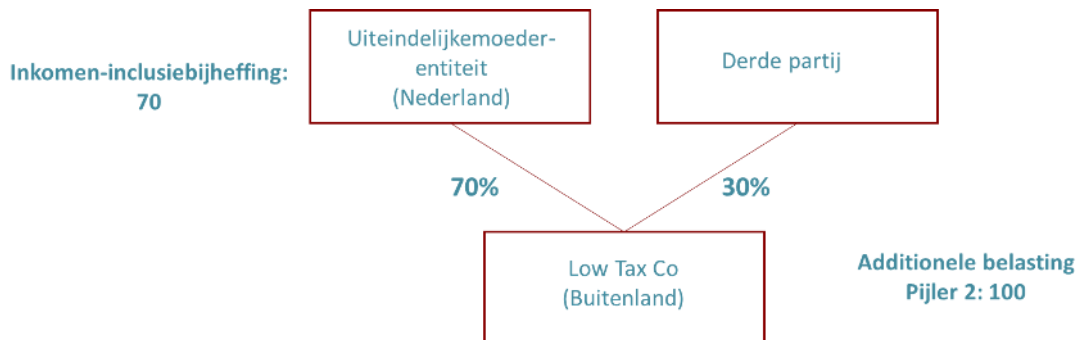 Inkomen-inclusiebijheffing:
70
Uiteindelijkemoeder-
entiteit
(Nederland)
Derde partij
70%
30%
Low Tax Co
(Buitenland)
Additionele belasting
Pijler 2: 100